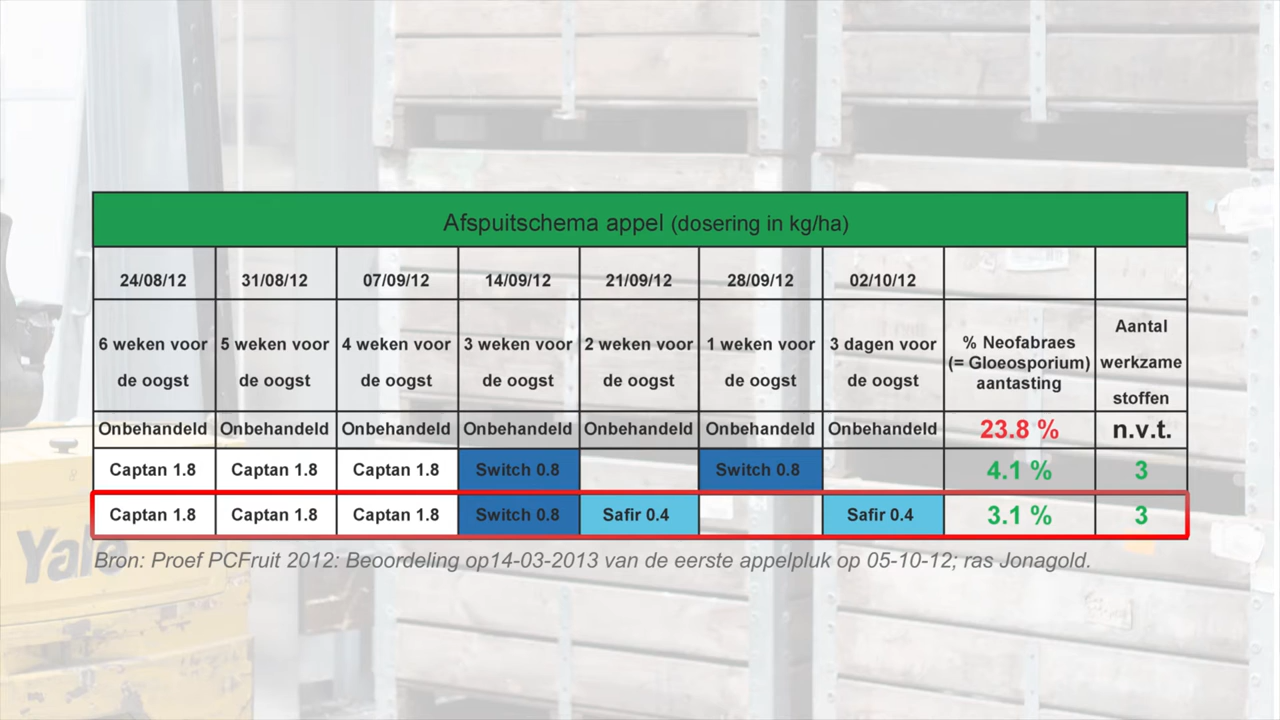 Afspuitschema appel (dosering in kg/ha)
24/08/12 31/08/12 07/09/12 14/09/12 21/09/12 28/09/12 02/10/12
6 weken voor de oogst 5 weken voor de oogst 4 weken voor de oogst 3 weken voor de oogst 2 weken voor de oogst 1 weken voor de oogst 3 dagen voor de oogst % Neofabraes (= Gloeosporium) aantasting Aantal werkzame stoffen
Onbehandeld Onbehandeld Onbehandeld Onbehandeld Onbehandeld Onbehandeld Onbehandeld 23.8 % n.v.t.
Captan 1.8 Captan 1.8 Captan 1.8 Switch 0.8 Switch 0.8 4.1 % 3
Captan 1.8 Captan 1.8 Captan 1.8 Switch 0.8 Safir 0.4 Safir 0.4 3.1 % 3
Bron: Proef PCFruit 2012: Beoordeling op14-03-2013 van de eerste appelpluk op 05-10-12; ras Jonagold.
Yale